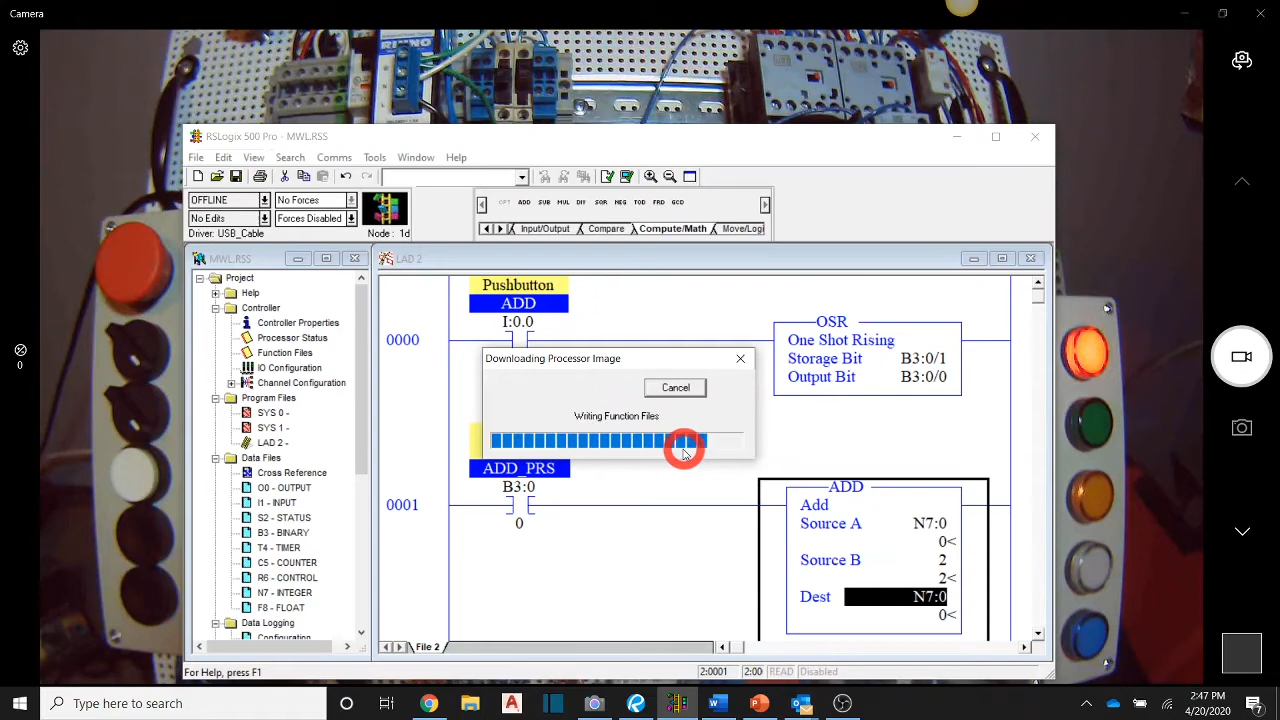 Camera
RSLogix 500 Pro - MWL.RSS
File Edit View Search Comms Tools Window Help
OFFLINE No Forces
No Edits Forces Disabled
Driver: USB_Cable Node : 1d
OPT ADD SUB MUL DIV SQR NEG TOD FRD GCD
Input/Output Compare Compute/Math Move/Logi
MWL.RSS
Project
Help
Controller
Controller Properties
Processor Status
Function Files
IO Configuration
Channel Configuration
Program Files
SYS 0 -
SYS 1 -
LAD 2 -
Data Files
Cross Reference
O0 - OUTPUT
I1 - INPUT
S2 - STATUS
B3 - BINARY
T4 - TIMER
C5 - COUNTER
R6 - CONTROL
N7 - INTEGER
F8 - FLOAT
Data Logging
Configuration
LAD 2
Pushbutton
ADD
I:0.0
0000
OSR
One Shot Rising
Storage Bit B3:0/1
Output Bit B3:0/0
Downloading Processor Image
Cancel
Writing Function Files
ADD_PRS
B3:0
0001
0
ADD
Add
Source A N7:0
0<
Source B 2
2<
Dest N7:0
0<
File 2
For Help, press F1
2:0001 2:00 READ Disabled
0
Type here to search
2:47 PM
4/20/2020
7